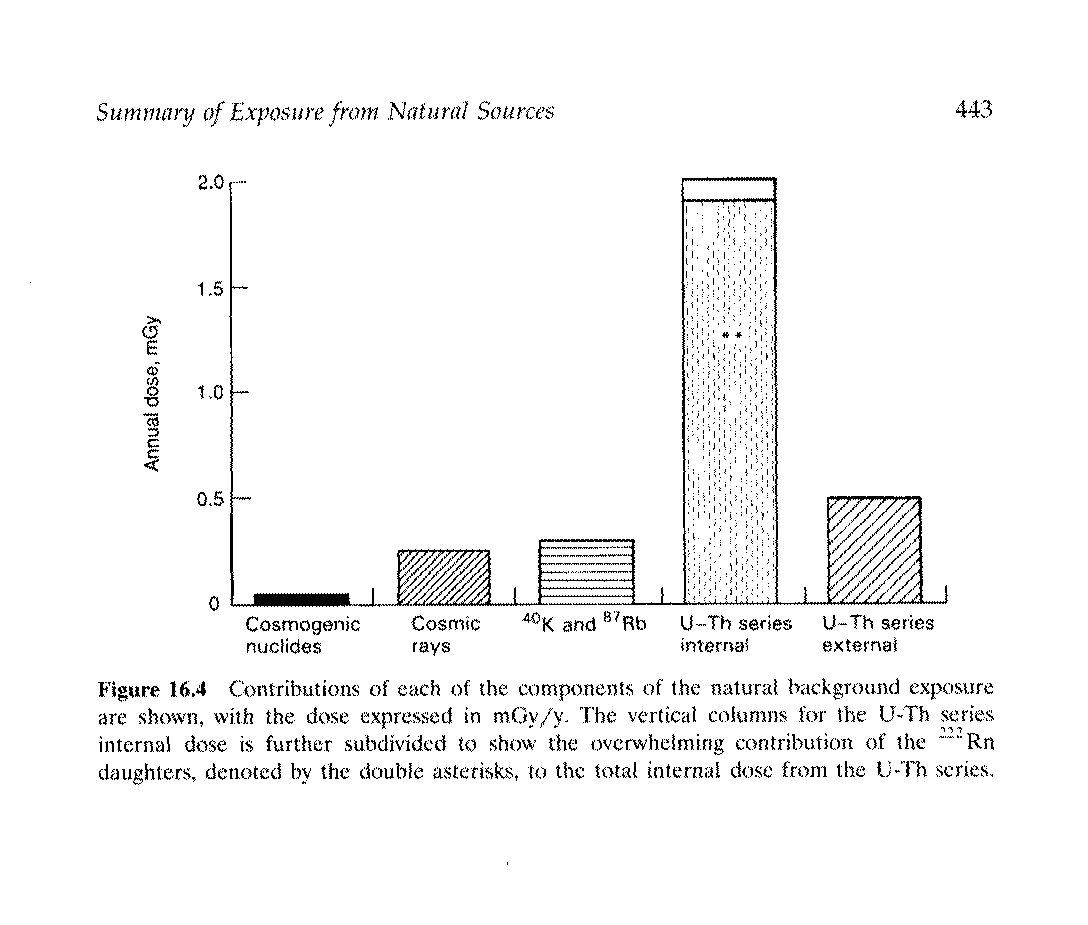 Summary of Exposure from Natural Sources 443
2.0
1.5
1.0
0.5
0
Annual dose, mGy
**
Cosmogenic nuclides
Cosmic rays
⁴⁰K and ⁸⁷Rb
U-Th series internal
U-Th series external
Figure 16.4 Contributions of each of the components of the natural background exposure
are shown, with the dose expressed in mGy/y. The vertical columns for the U-Th series
internal dose is further subdivided to show the overwhelming contribution of the ²²²Rn
daughters, denoted by the double asterisks, to the total internal dose from the U-Th series.